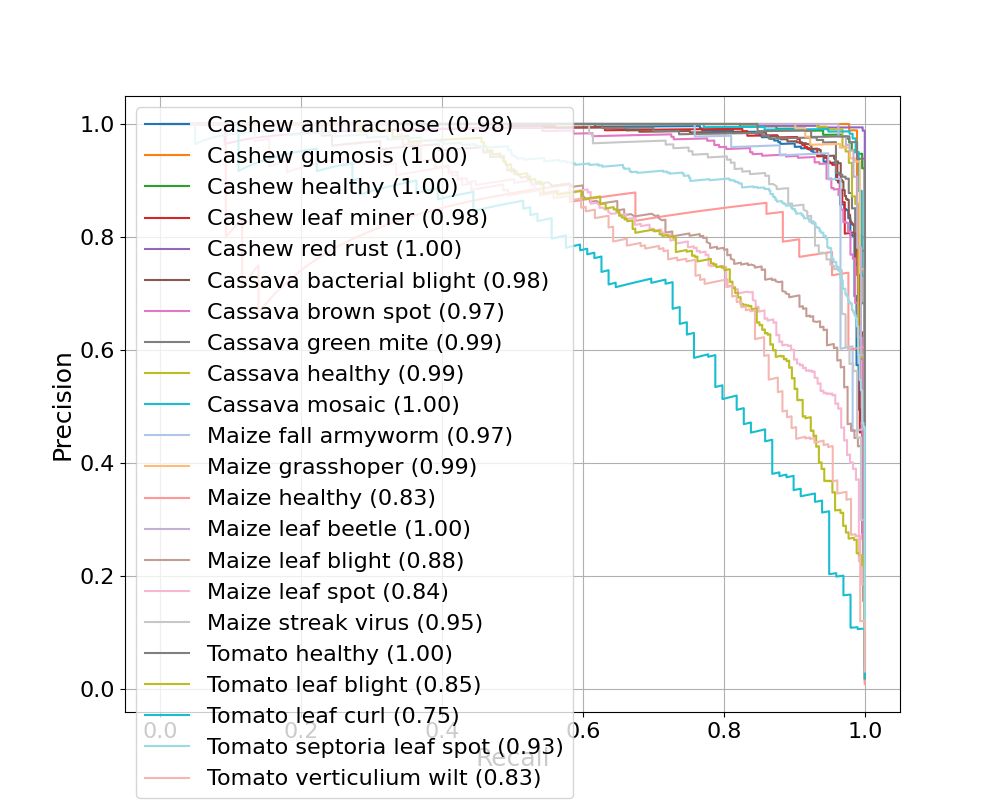 1.0
0.8
0.6
0.4
0.2
0.0
Precision
Cashew anthracnose (0.98)
Cashew gumosis (1.00)
Cashew healthy (1.00)
Cashew leaf miner (0.98)
Cashew red rust (1.00)
Cassava bacterial blight (0.98)
Cassava brown spot (0.97)
Cassava green mite (0.99)
Cassava healthy (0.99)
Cassava mosaic (1.00)
Maize fall armyworm (0.97)
Maize grasshoper (0.99)
Maize healthy (0.83)
Maize leaf beetle (1.00)
Maize leaf blight (0.88)
Maize leaf spot (0.84)
Maize streak virus (0.95)
Tomato healthy (1.00)
Tomato leaf blight (0.85)
Tomato leaf curl (0.75)
Tomato septoria leaf spot (0.93)
Tomato verticulium wilt (0.83)
0.0 0.2 0.4 0.6 0.8 1.0
Recall